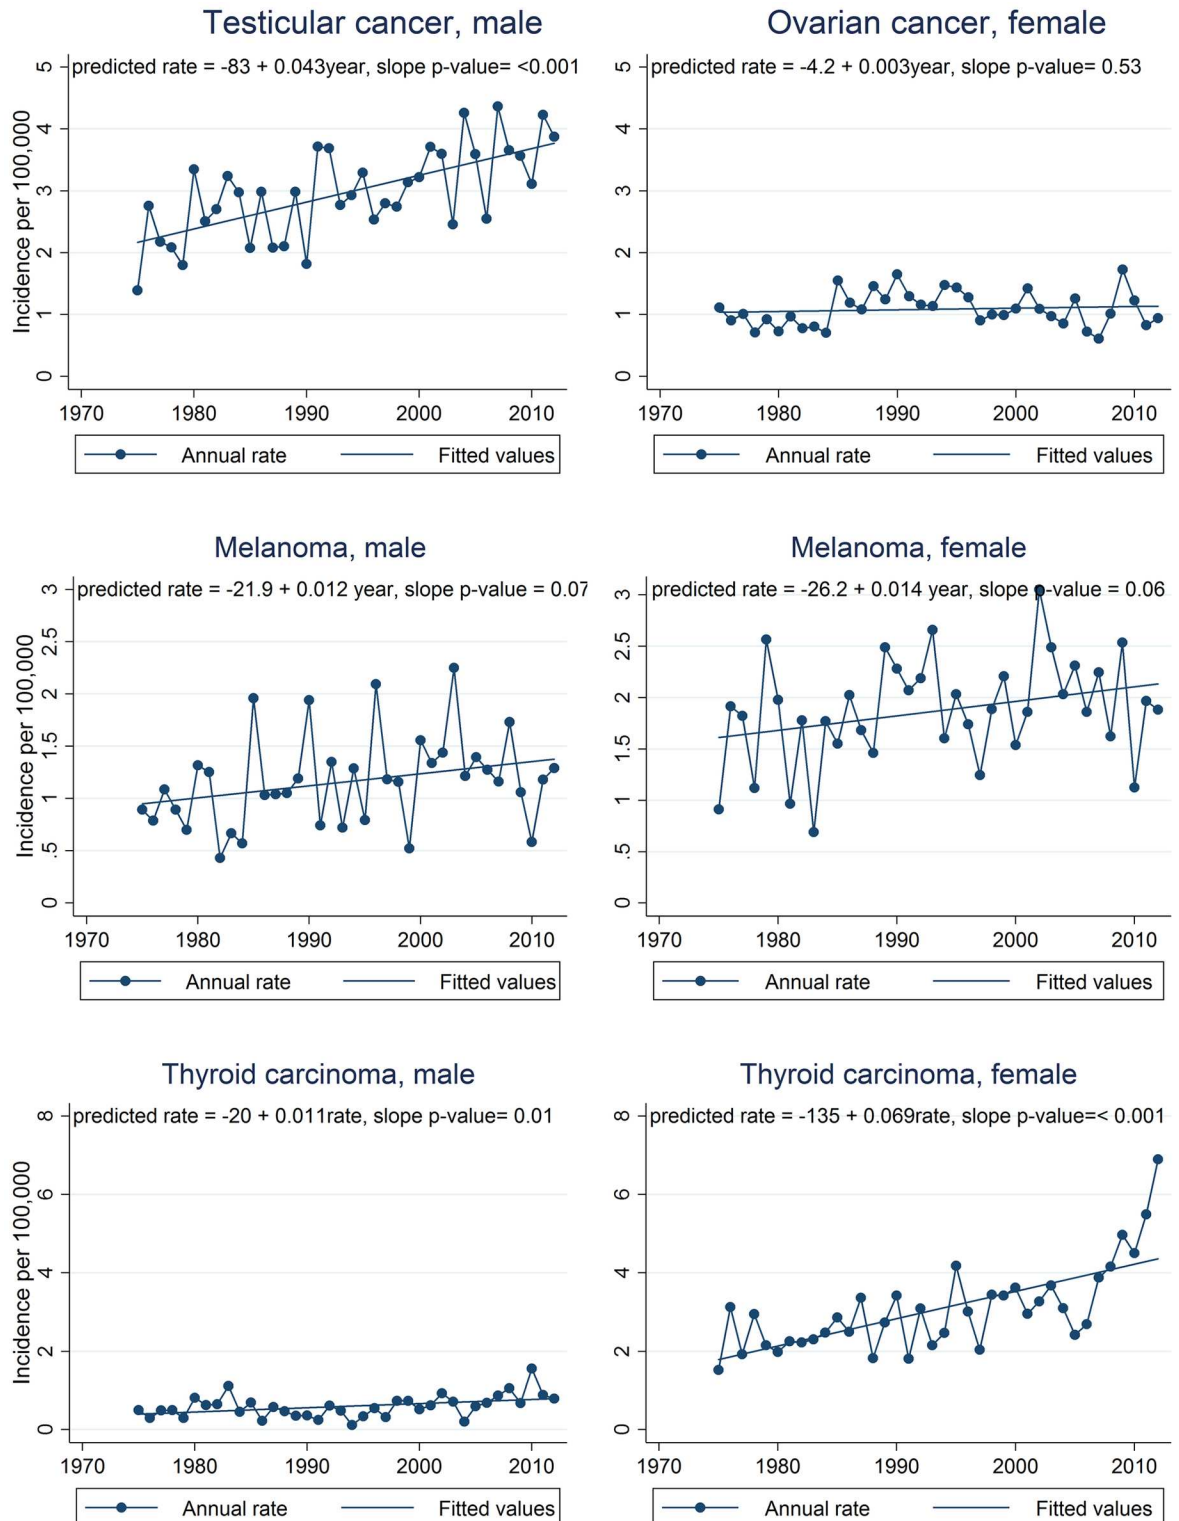 Testicular cancer, male
predicted rate = -83 + 0.043year, slope p-value= <0.001
Incidence per 100,000
5
4
3
2
1
0
1970 1980 1990 2000 2010
Annual rate Fitted values
Ovarian cancer, female
predicted rate = -4.2 + 0.003year, slope p-value= 0.53
5
4
3
2
1
0
1970 1980 1990 2000 2010
Annual rate Fitted values
Melanoma, male
predicted rate = -21.9 + 0.012 year, slope p-value = 0.07
Incidence per 100,000
3
2.5
2
1.5
1
.5
0
1970 1980 1990 2000 2010
Annual rate Fitted values
Melanoma, female
predicted rate = -26.2 + 0.014 year, slope p-value = 0.06
3
2.5
2
1.5
1
.5
0
1970 1980 1990 2000 2010
Annual rate Fitted values
Thyroid carcinoma, male
predicted rate = -20 + 0.011rate, slope p-value= 0.01
Incidence per 100,000
8
6
4
2
0
1970 1980 1990 2000 2010
Annual rate Fitted values
Thyroid carcinoma, female
predicted rate = -135 + 0.069rate, slope p-value=< 0.001
8
6
4
2
0
1970 1980 1990 2000 2010
Annual rate Fitted values